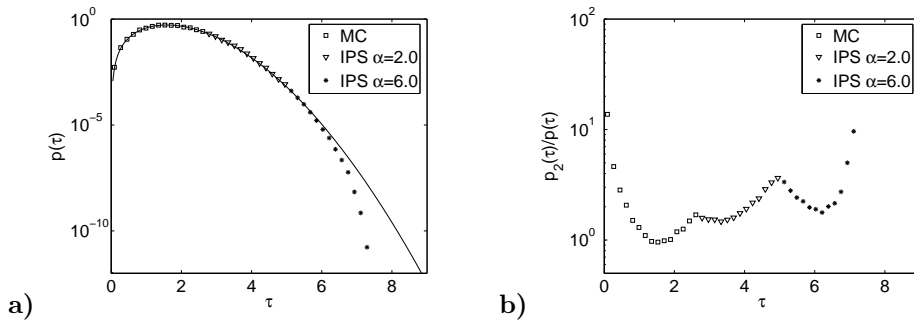 a)
10^0
10^-5
10^-10
p(τ)
0 2 4 6 8
τ
□ MC
▽ IPS α=2.0
* IPS α=6.0
b)
10^2
10^1
10^0
p_2(τ)/p(τ)
0 2 4 6 8
τ
□ MC
▽ IPS α=2.0
* IPS α=6.0